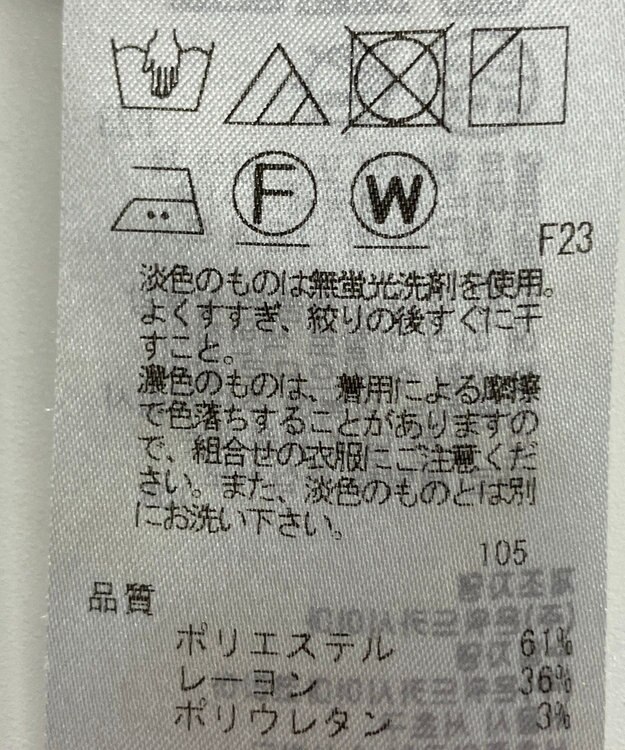 F
W
F23
淡色のものは無蛍光洗剤を使用。
よくすすぎ、絞りの後すぐに干
すこと。
濃色のものは、着用による摩擦
で色落ちすることがありますの
で、組合せの衣服にご注意くだ
さい。また、淡色のものとは別
にお洗い下さい。
105
品質
ポリエステル 61%
レーヨン 36%
ポリウレタン 3%